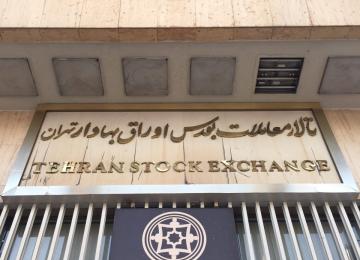 تالار معاملات بورس اوراق بهادار تهران
TEHRAN STOCK EXCHANGE